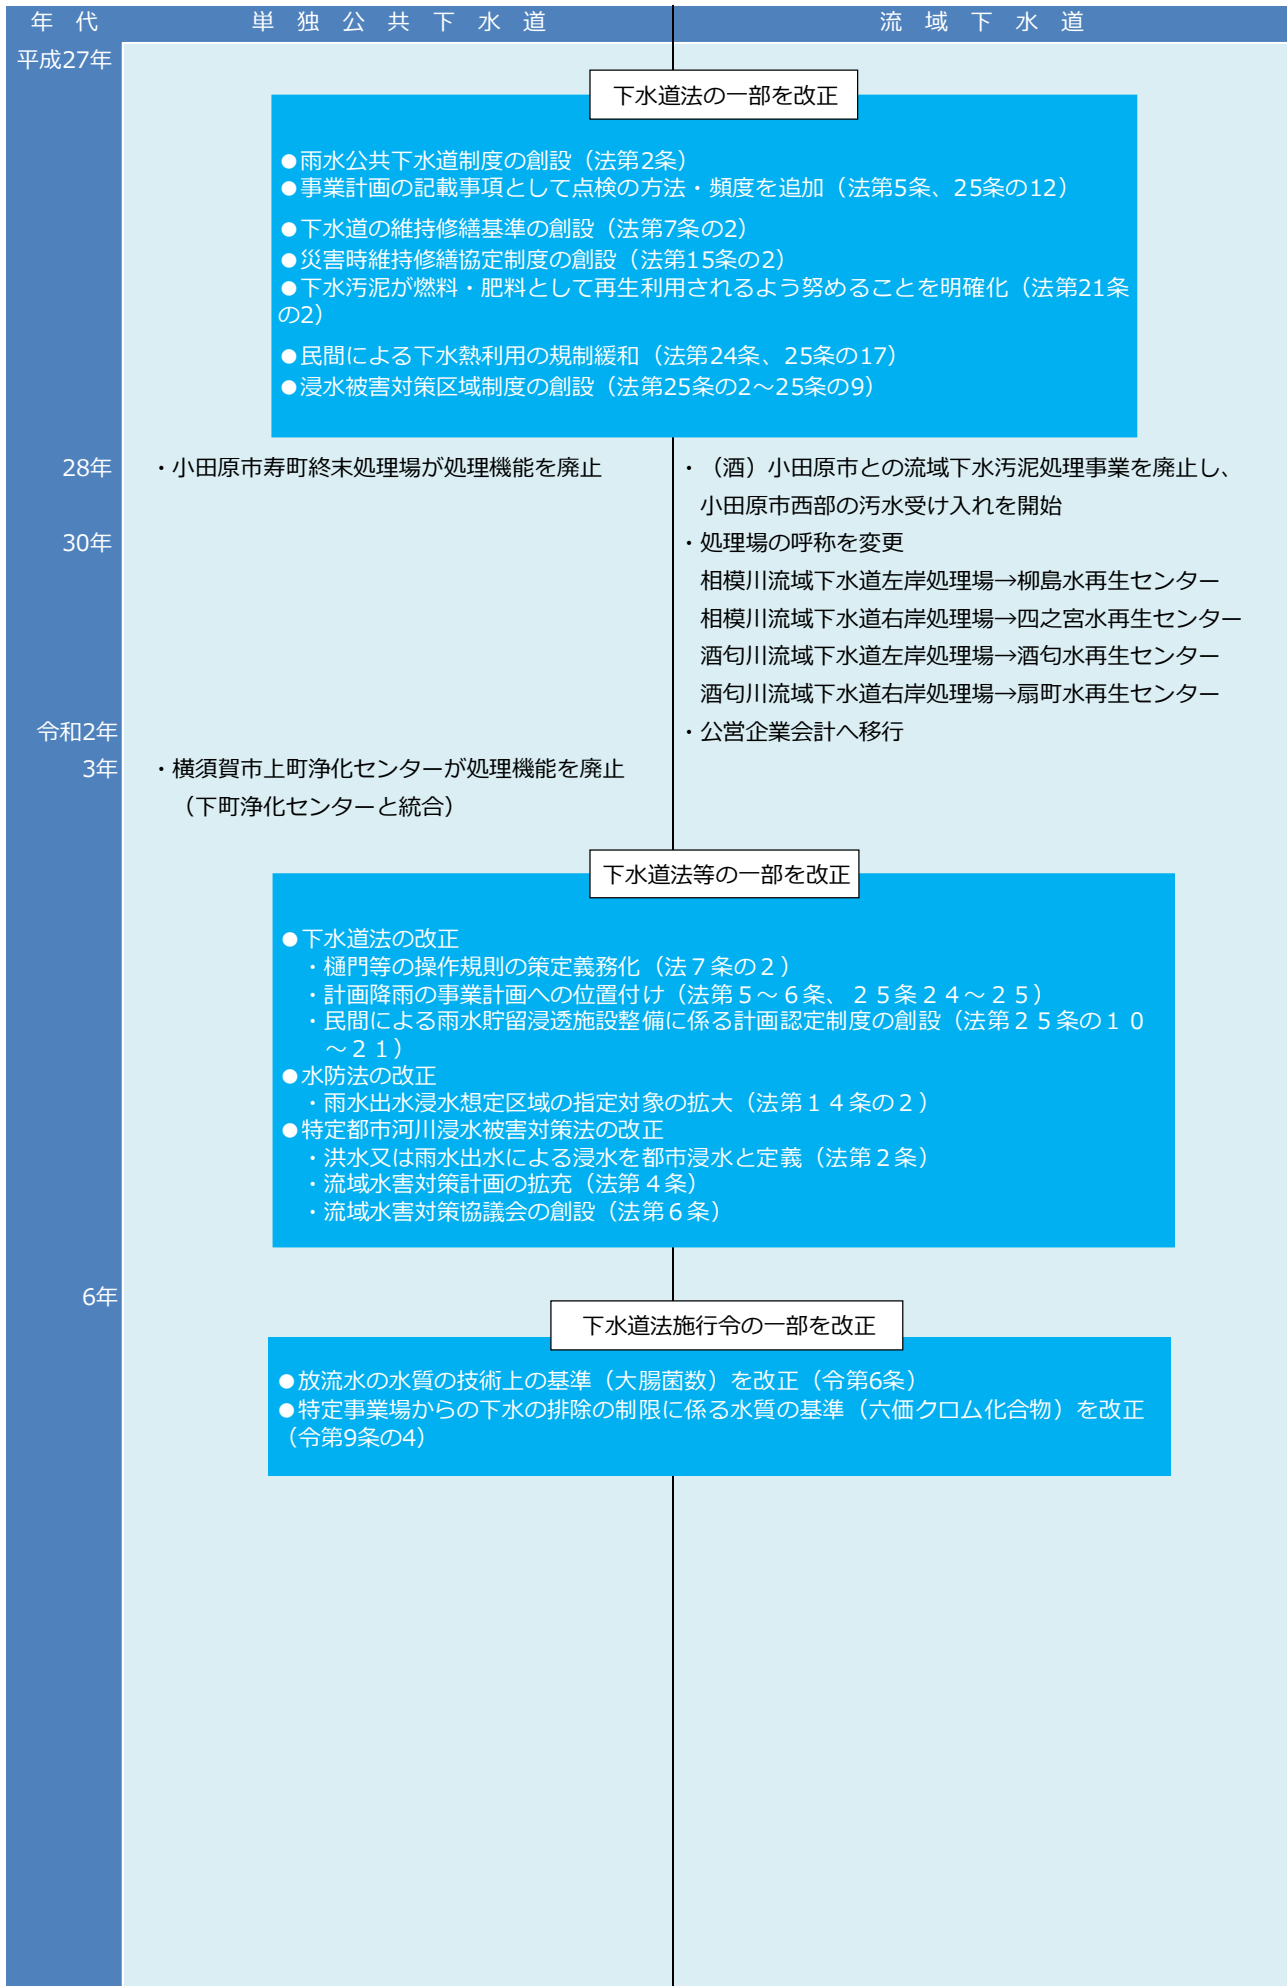 年　代
単　独　公　共　下　水　道
流　域　下　水　道
平成27年
下水道法の一部を改正
●雨水公共下水道制度の創設（法第2条）
●事業計画の記載事項として点検の方法・頻度を追加（法第5条、25条の12）
●下水道の維持修繕基準の創設（法第7条の2）
●災害時維持修繕協定制度の創設（法第15条の2）
●下水汚泥が燃料・肥料として再生利用されるよう努めることを明確化（法第21条
の2）
●民間による下水熱利用の規制緩和（法第24条、25条の17）
●浸水被害対策区域制度の創設（法第25条の2～25条の9）
28年
・小田原市寿町終末処理場が処理機能を廃止
・（酒）小田原市との流域下水汚泥処理事業を廃止し、
小田原市西部の汚水受け入れを開始
30年
・処理場の呼称を変更
相模川流域下水道左岸処理場→柳島水再生センター
相模川流域下水道右岸処理場→四之宮水再生センター
酒匂川流域下水道左岸処理場→酒匂水再生センター
酒匂川流域下水道右岸処理場→扇町水再生センター
令和2年
・公営企業会計へ移行
3年
・横須賀市上町浄化センターが処理機能を廃止
（下町浄化センターと統合）
下水道法等の一部を改正
●下水道法の改正
・樋門等の操作規則の策定義務化（法７条の２）
・計画降雨の事業計画への位置付け（法第５～６条、２５条２４～２５）
・民間による雨水貯留浸透施設整備に係る計画認定制度の創設（法第２５条の１０
～２１）
●水防法の改正
・雨水出水浸水想定区域の指定対象の拡大（法第１４条の２）
●特定都市河川浸水被害対策法の改正
・洪水又は雨水出水による浸水を都市浸水と定義（法第２条）
・流域水害対策計画の拡充（法第４条）
・流域水害対策協議会の創設（法第６条）
6年
下水道法施行令の一部を改正
●放流水の水質の技術上の基準（大腸菌数）を改正（令第6条）
●特定事業場からの下水の排除の制限に係る水質の基準（六価クロム化合物）を改正
（令第9条の4）